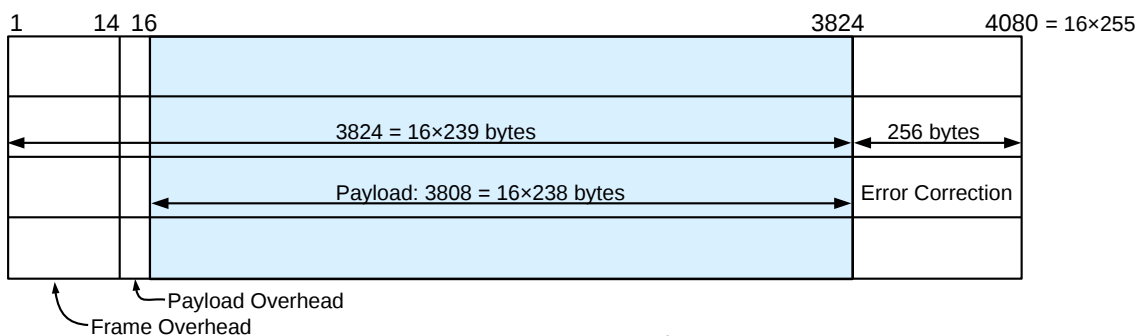 1 14 16 3824 4080 = 16×255
3824 = 16×239 bytes 256 bytes
Payload: 3808 = 16×238 bytes Error Correction
Payload Overhead
Frame Overhead